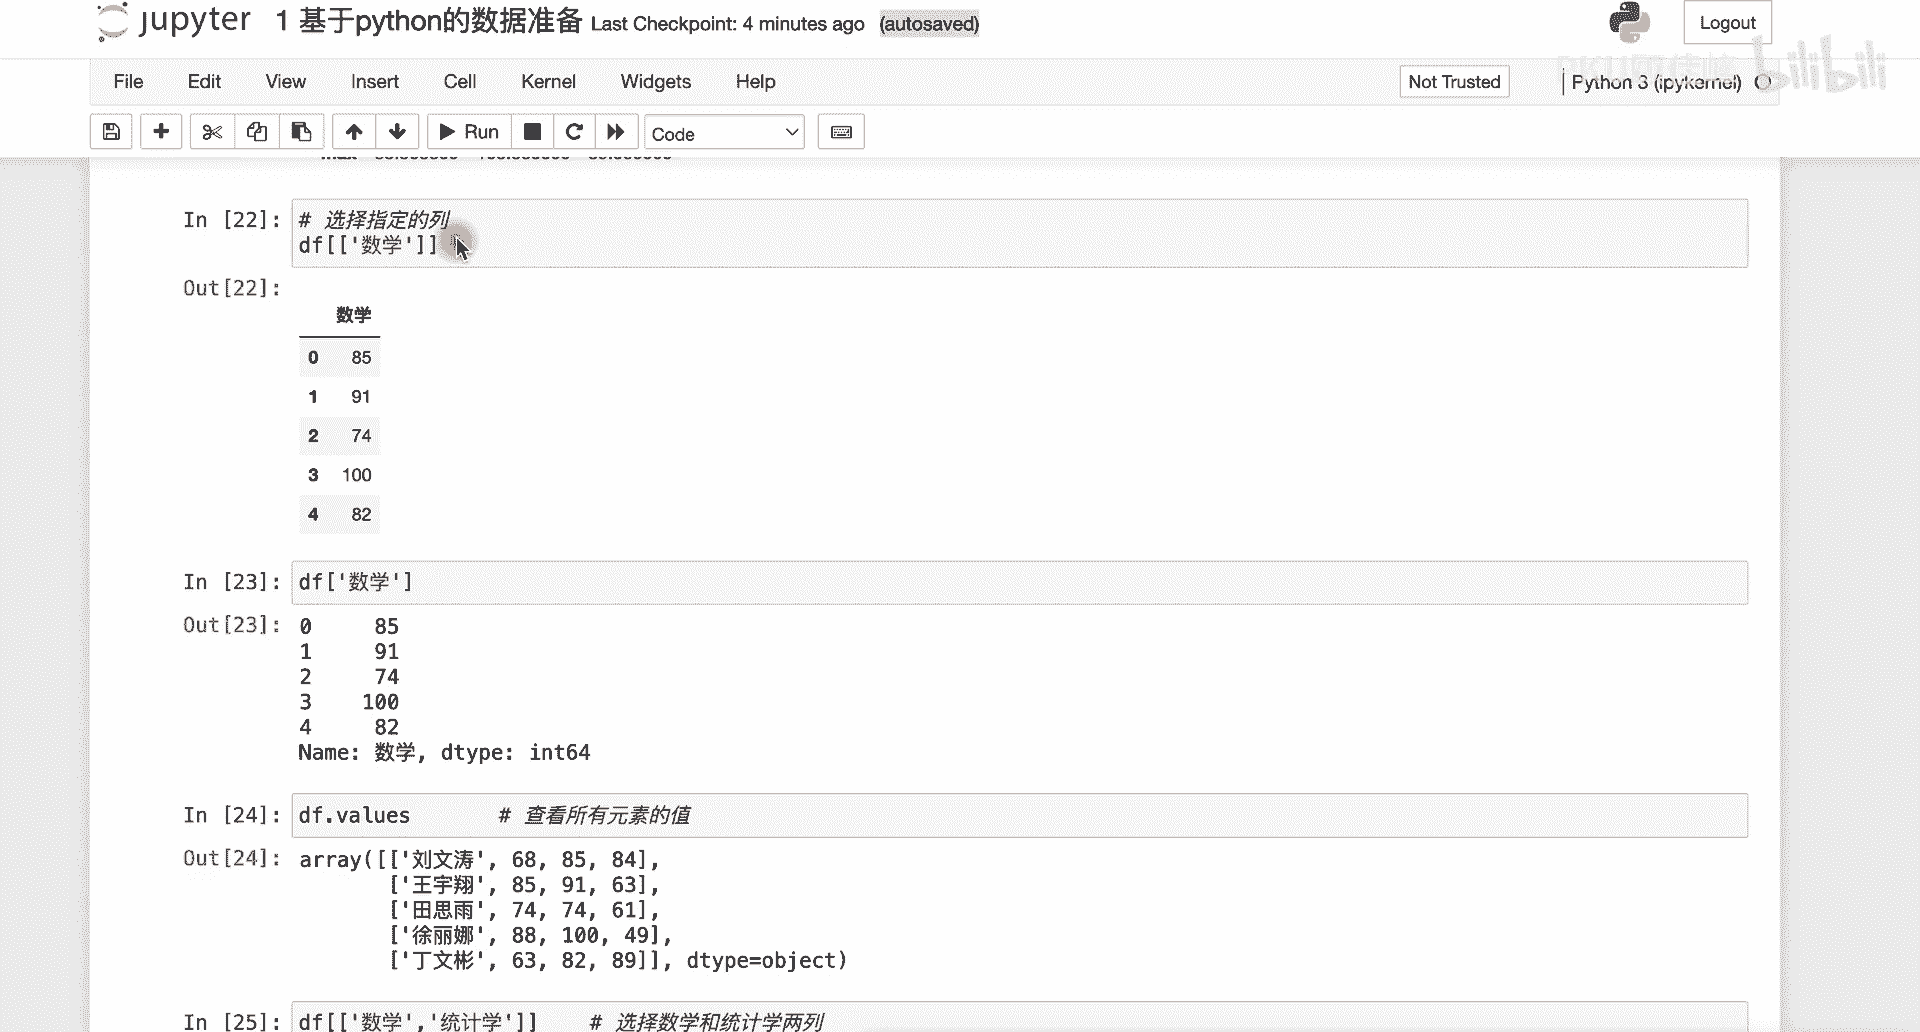 jupyter 1 基于python的数据准备 Last Checkpoint: 4 minutes ago (autosaved)
Logout
bilibili
File Edit View Insert Cell Kernel Widgets Help
Not Trusted
Python 3 (ipykernel)
Run
Code
In [22]: # 选择指定的列
df[['数学']]
Out[22]:
数学
0 85
1 91
2 74
3 100
4 82
In [23]: df['数学']
Out[23]: 0 85
1 91
2 74
3 100
4 82
Name: 数学, dtype: int64
In [24]: df.values # 查看所有元素的值
Out[24]: array([['刘文涛', 68, 85, 84],
['王宇翔', 85, 91, 63],
['田思雨', 74, 74, 61],
['徐丽娜', 88, 100, 49],
['丁文彬', 63, 82, 89]], dtype=object)
In [25]: df[['数学','统计学']] # 选择数学和统计学两列